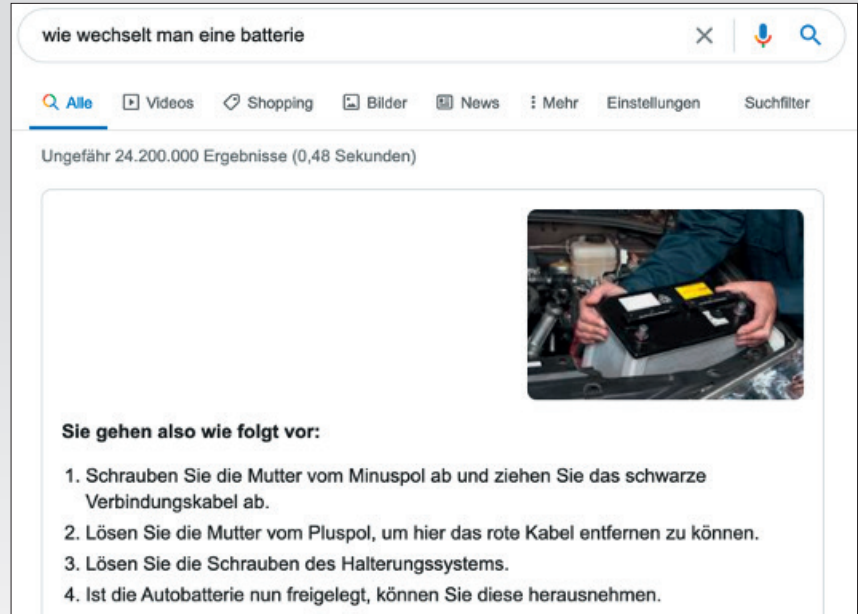 wie wechselt man eine batterie
Alle Videos Shopping Bilder News Mehr Einstellungen Suchfilter
Ungefähr 24.200.000 Ergebnisse (0,48 Sekunden)
Sie gehen also wie folgt vor:
1. Schrauben Sie die Mutter vom Minuspol ab und ziehen Sie das schwarze
Verbindungskabel ab.
2. Lösen Sie die Mutter vom Pluspol, um hier das rote Kabel entfernen zu können.
3. Lösen Sie die Schrauben des Halterungssystems.
4. Ist die Autobatterie nun freigelegt, können Sie diese herausnehmen.